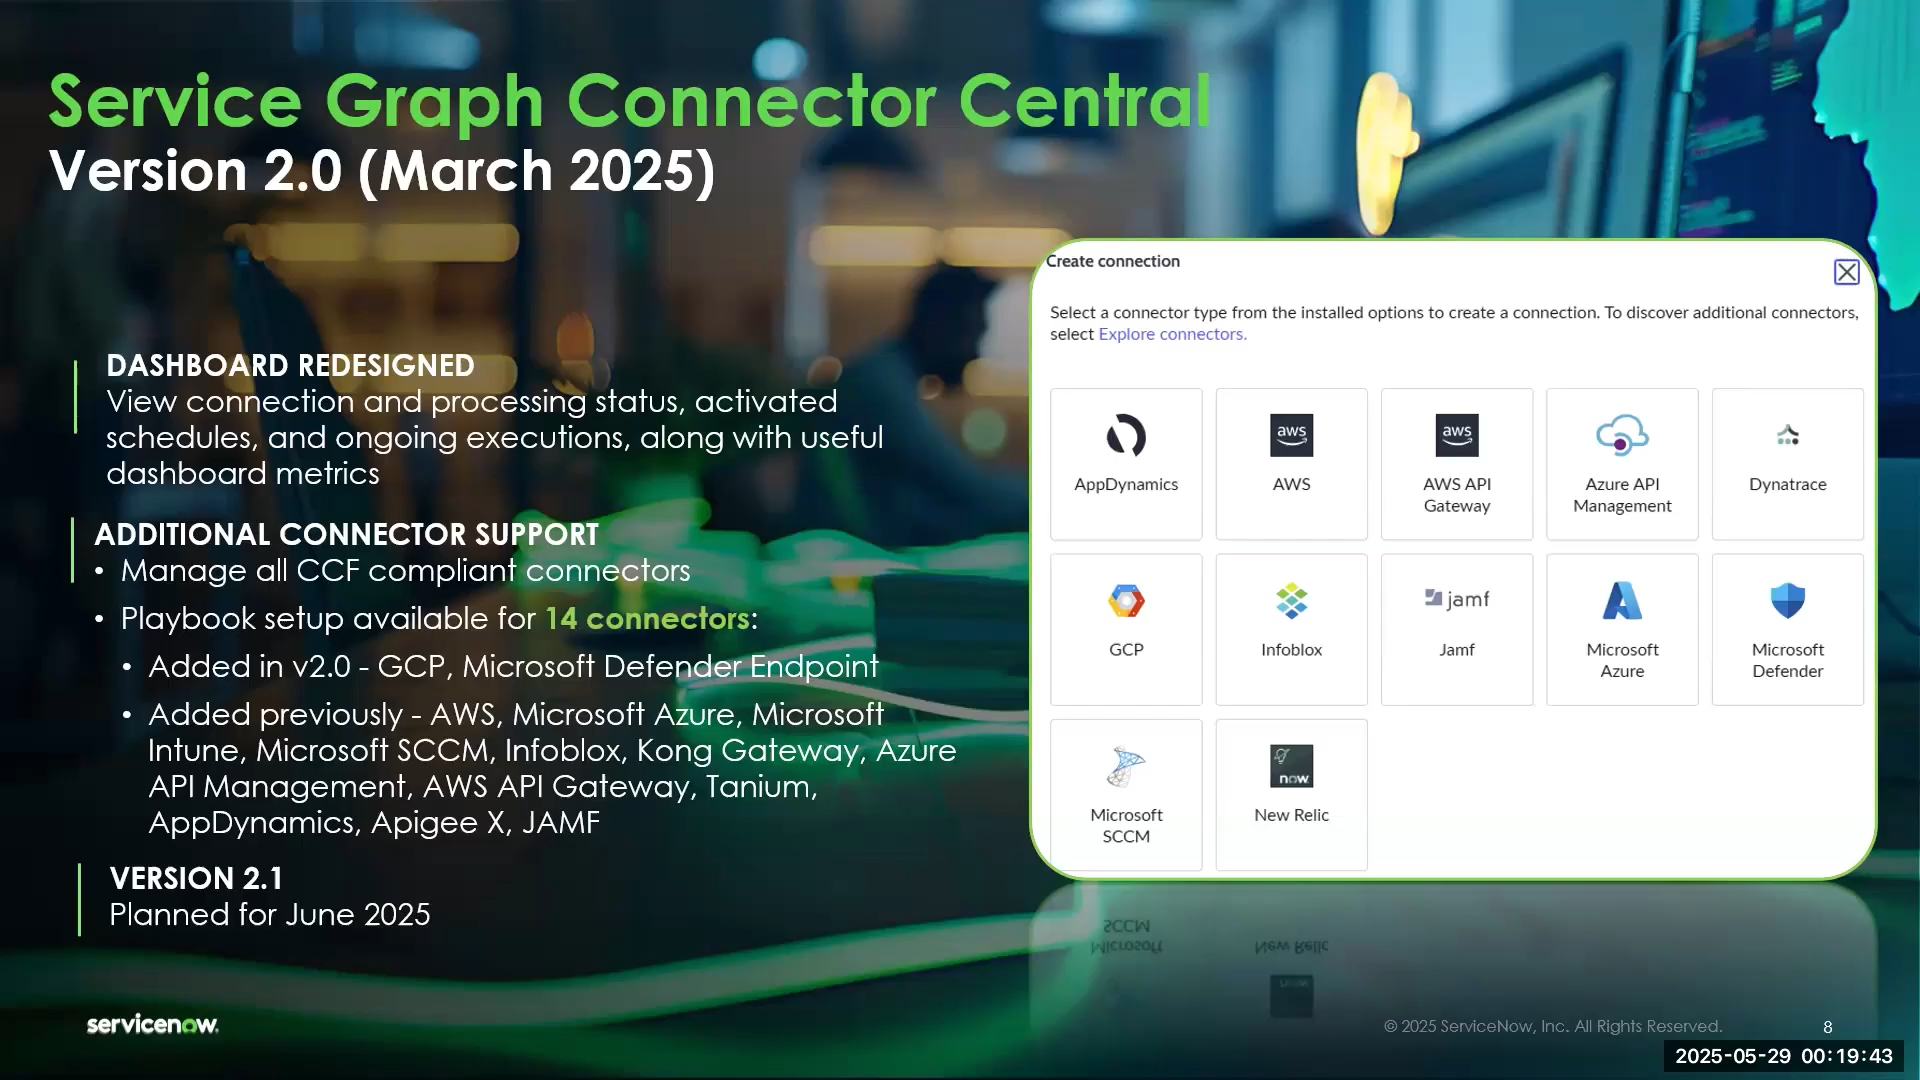 Service Graph Connector Central
Version 2.0 (March 2025)
DASHBOARD REDESIGNED
View connection and processing status, activated
schedules, and ongoing executions, along with useful
dashboard metrics
ADDITIONAL CONNECTOR SUPPORT
• Manage all CCF compliant connectors
• Playbook setup available for 14 connectors:
• Added in v2.0 - GCP, Microsoft Defender Endpoint
• Added previously - AWS, Microsoft Azure, Microsoft
Intune, Microsoft SCCM, Infoblox, Kong Gateway, Azure
API Management, AWS API Gateway, Tanium,
AppDynamics, Apigee X, JAMF
VERSION 2.1
Planned for June 2025
Create connection
Select a connector type from the installed options to create a connection. To discover additional connectors,
select Explore connectors.
AppDynamics
aws
AWS
aws
AWS API
Gateway
Azure API
Management
Dynatrace
GCP
Infoblox
jamf
Jamf
Microsoft
Azure
Microsoft
Defender
Microsoft
SCCM
now
New Relic
servicenow
© 2025 ServiceNow, Inc. All Rights Reserved.
8
2025-05-29 00:19:43